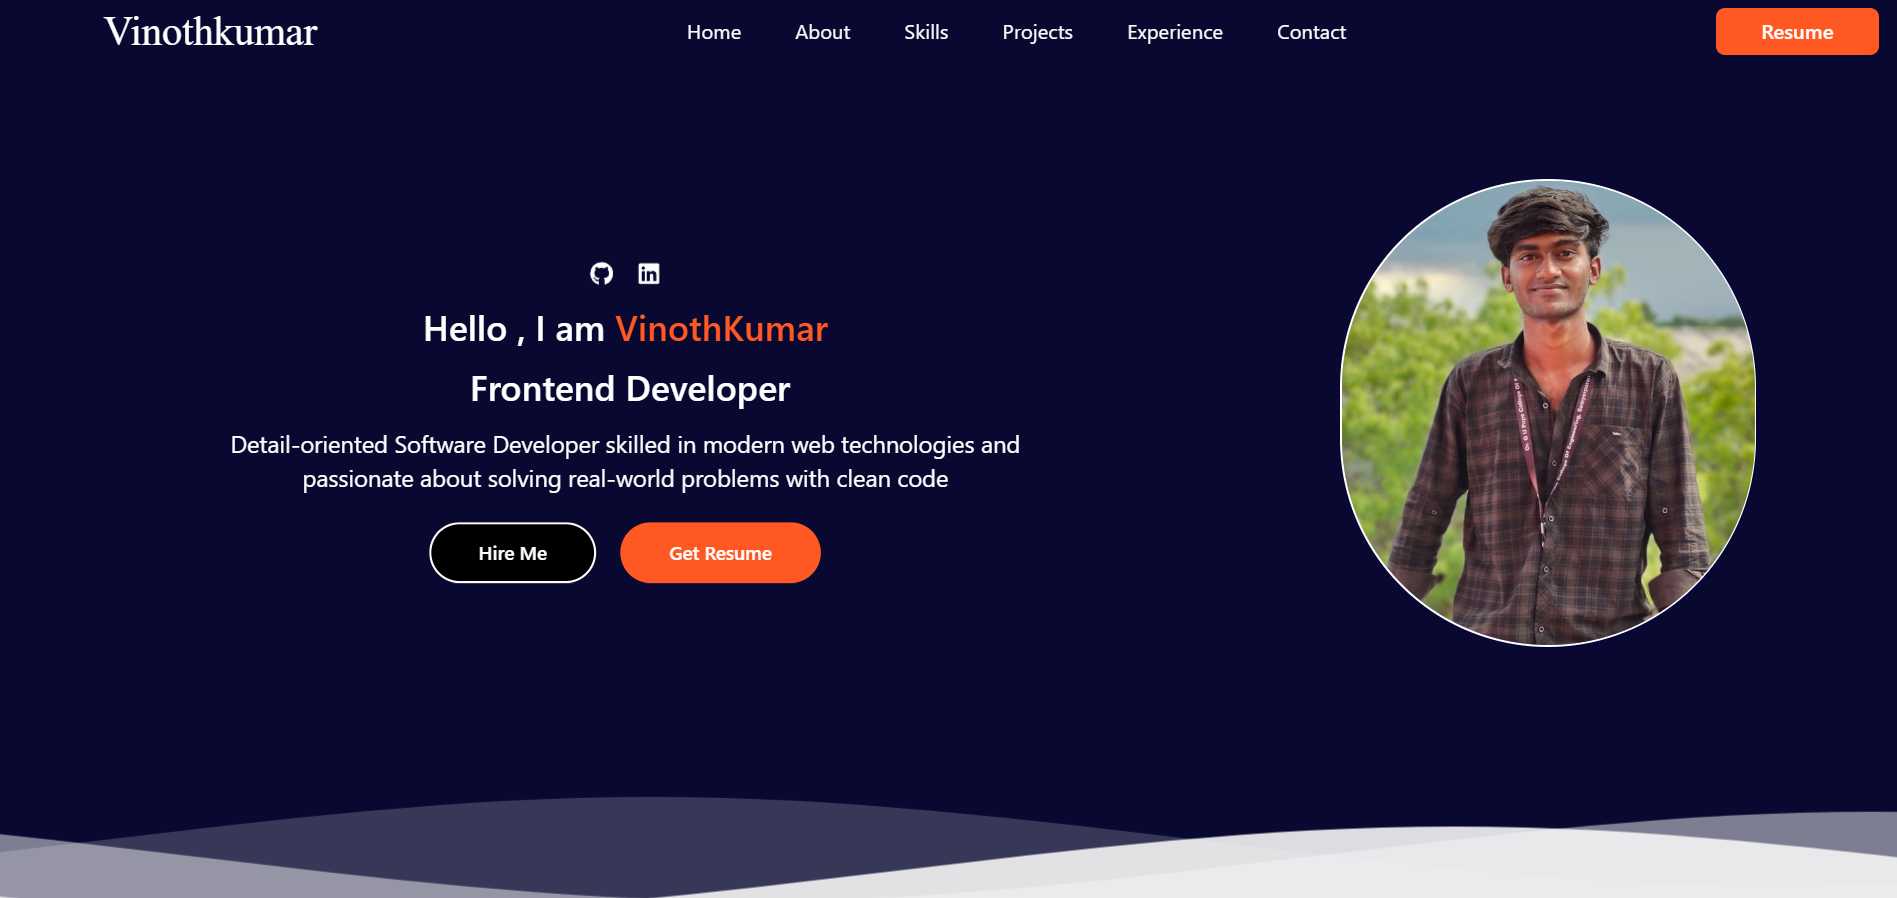 Vinothkumar
Home About Skills Projects Experience Contact
Resume
Hello , I am VinothKumar
Frontend Developer
Detail-oriented Software Developer skilled in modern web technologies and
passionate about solving real-world problems with clean code
Hire Me
Get Resume
in